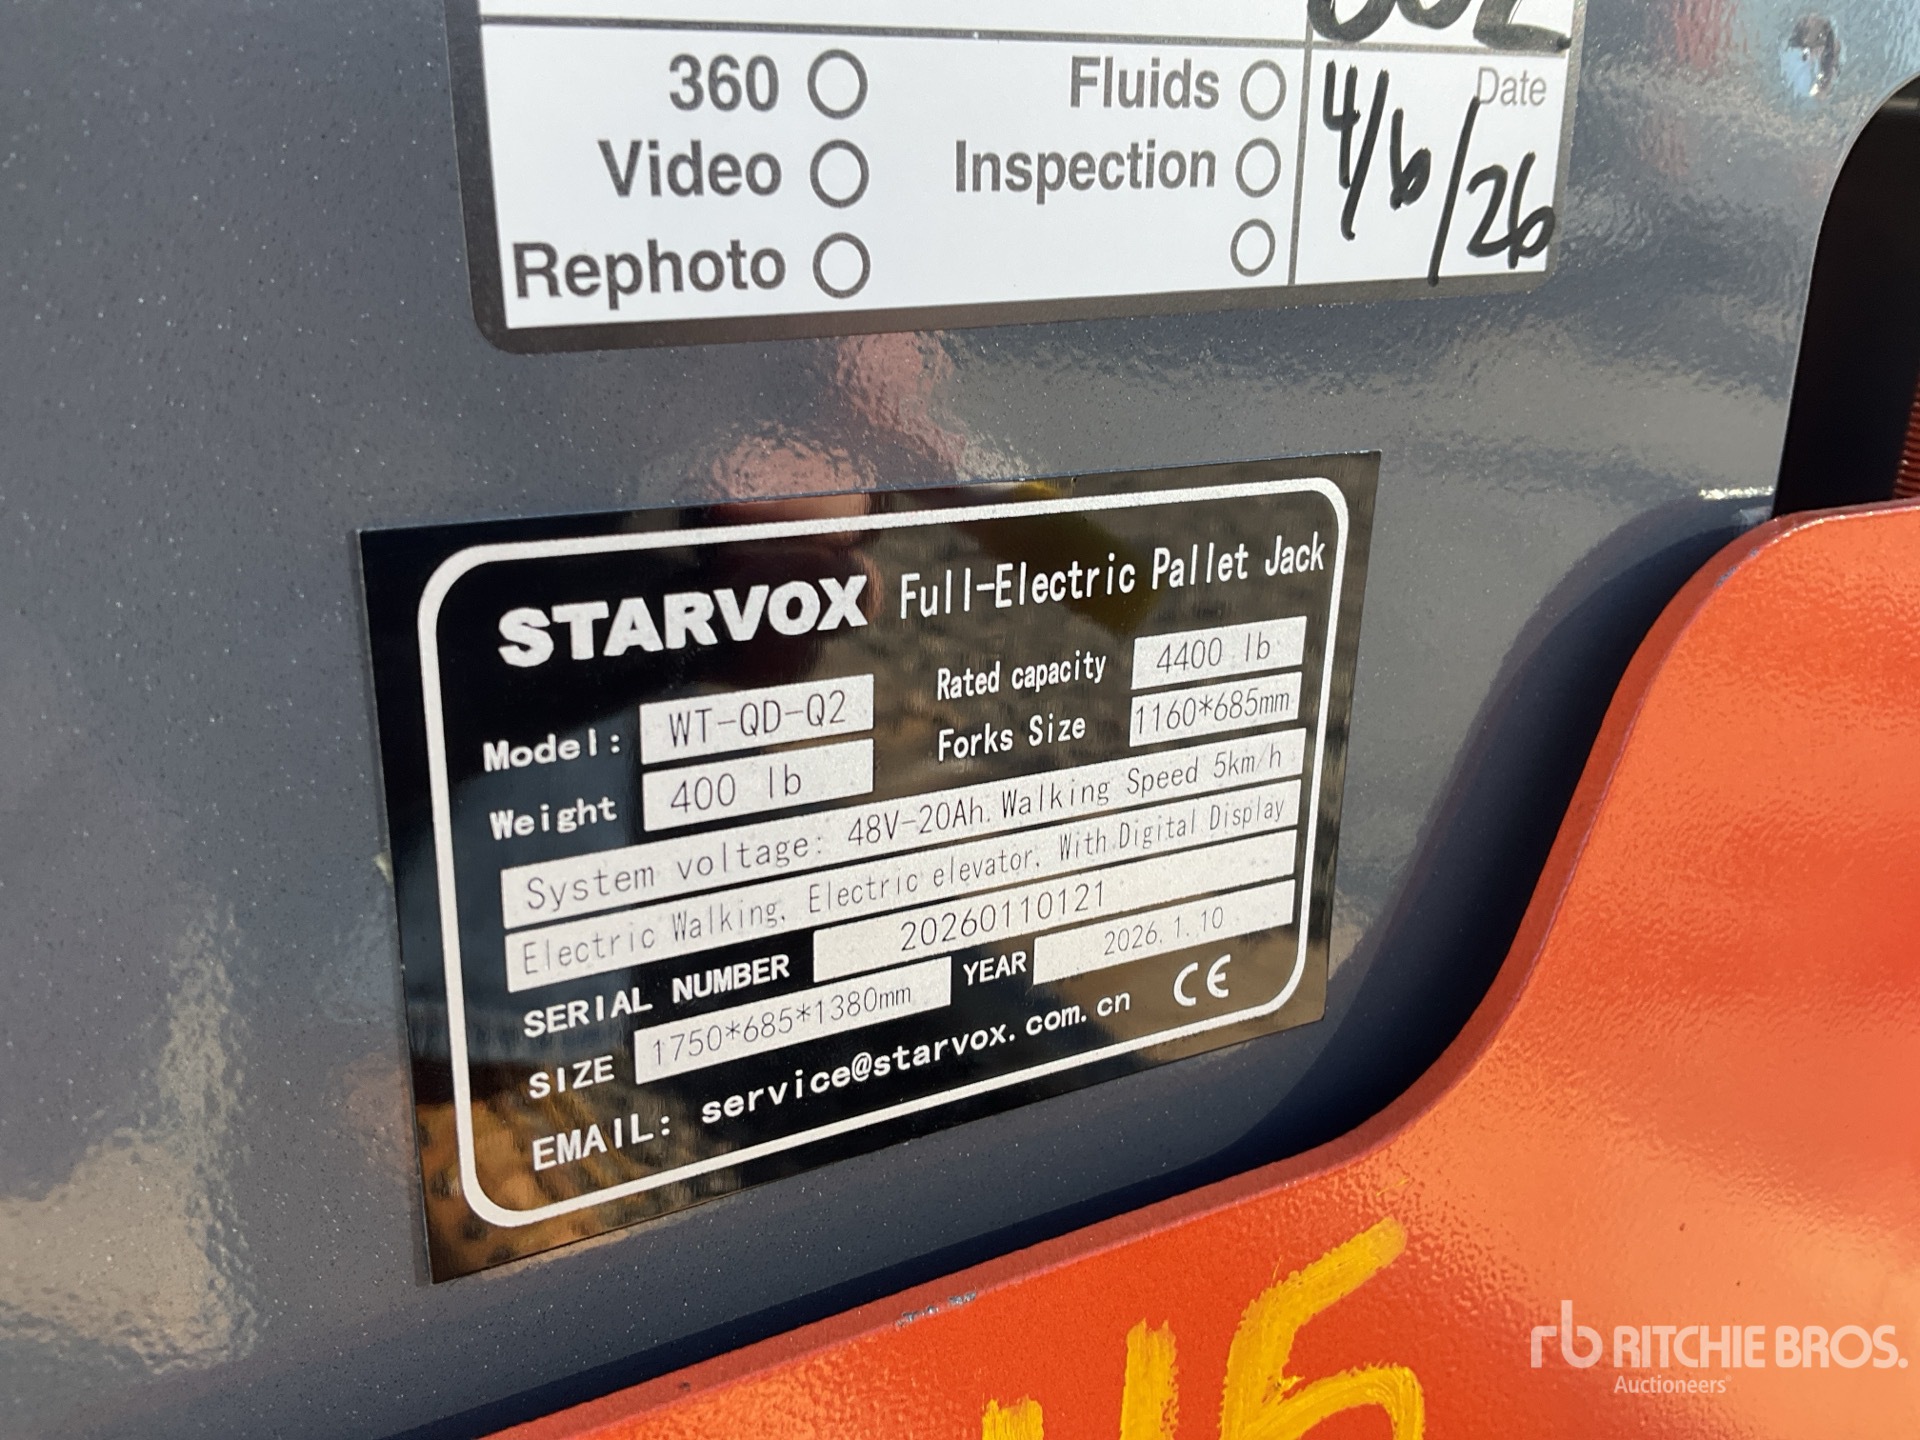 360 Fluids Date
Video Inspection 4/6/26
Rephoto
STARVOX Full-Electric Pallet Jack
Model: WT-QD-Q2 Rated capacity 4400 lb
Weight 400 lb Forks Size 1160*685mm
System voltage: 48V-20Ah. Walking Speed 5km/h
Electric Walking, Electric elevator, With Digital Display
SERIAL NUMBER 20260110121
SIZE 1750*685*1380mm YEAR 2026.1.10
EMAIL: service@starvox.com.cn CE
rb RITCHIE BROS.
Auctioneers